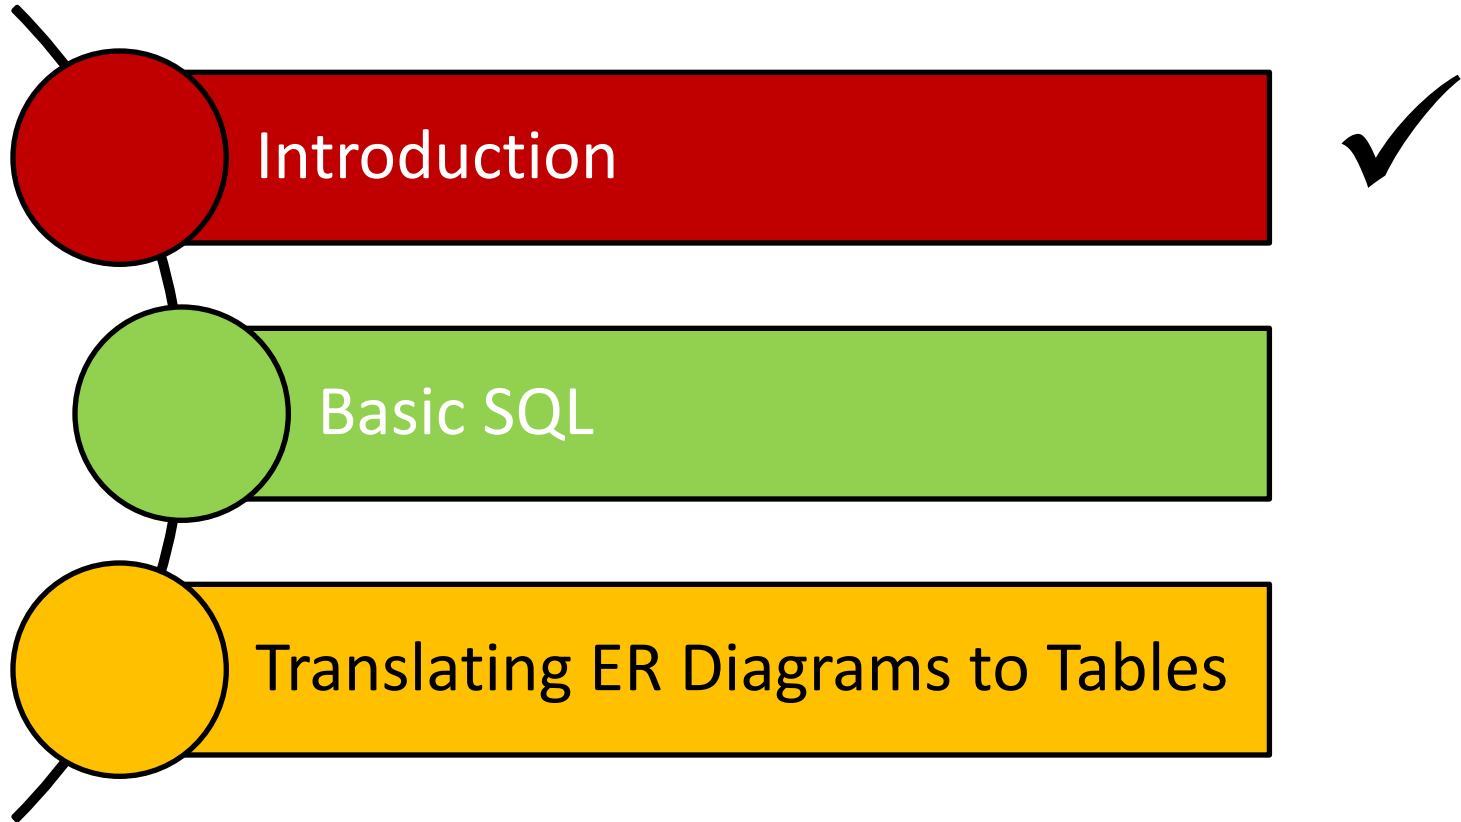 Introduction
Basic SQL
Translating ER Diagrams to Tables